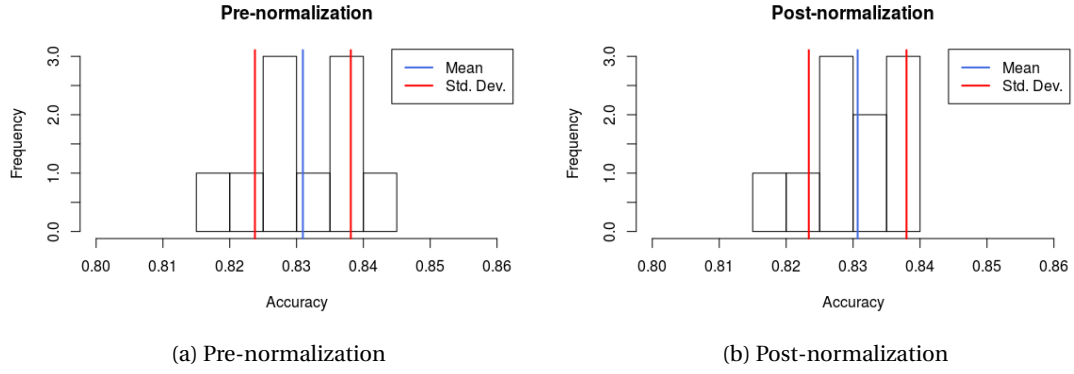 Pre-normalization
Mean
Std. Dev.
Frequency
3.0
2.0
1.0
0.0
0.80 0.81 0.82 0.83 0.84 0.85 0.86
Accuracy
(a) Pre-normalization
Post-normalization
Mean
Std. Dev.
Frequency
3.0
2.0
1.0
0.0
0.80 0.81 0.82 0.83 0.84 0.85 0.86
Accuracy
(b) Post-normalization